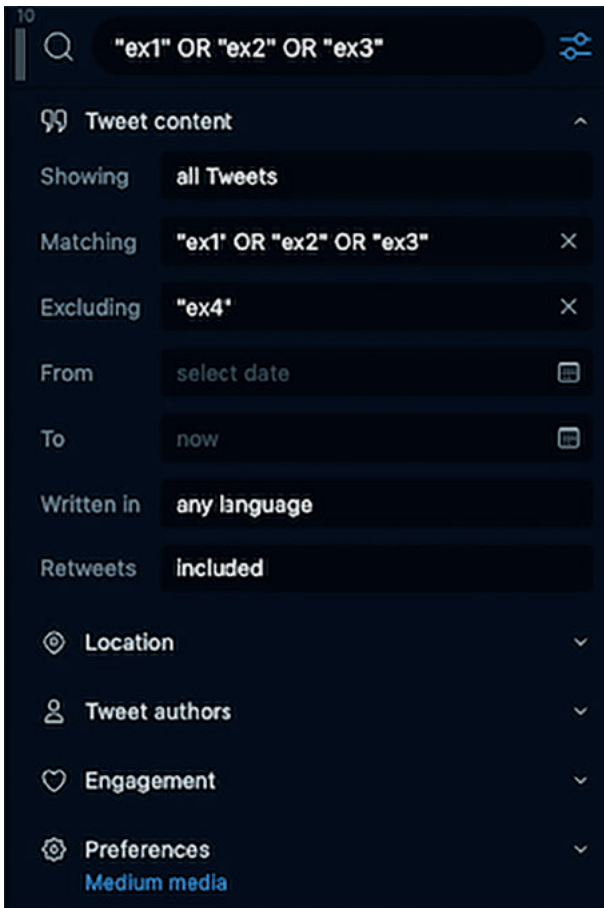 10
"ex1" OR "ex2" OR "ex3"
Tweet content
Showing all Tweets
Matching "ex1" OR "ex2" OR "ex3"
Excluding "ex4"
From select date
To now
Written in any language
Retweets included
Location
Tweet authors
Engagement
Preferences
Medium media